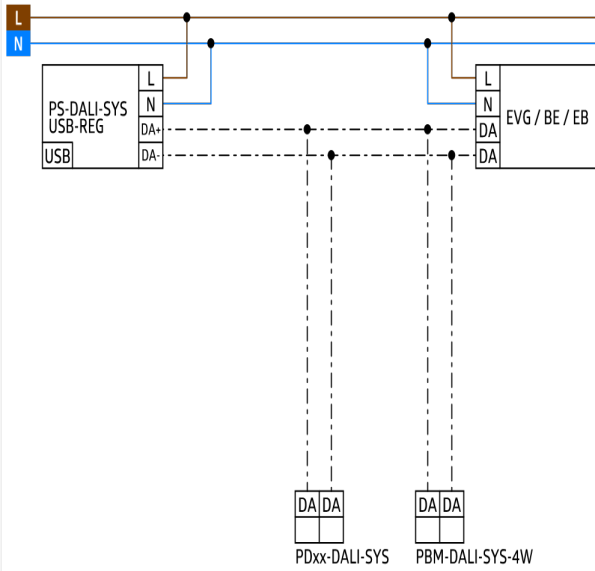 L
N
L
N
DA+
DA-
PS-DALI-SYS
USB-REG
USB
L
N
DA
DA
EVG / BE / EB
DA DA
DA DA
PDxx-DALI-SYS
PBM-DALI-SYS-4W